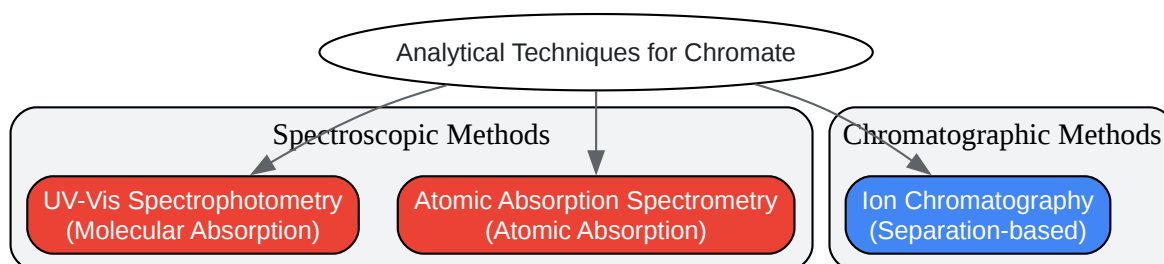 Analytical Techniques for Chromate
Spectroscopic Methods
Chromatographic Methods
UV-Vis Spectrophotometry
(Molecular Absorption)
Atomic Absorption Spectrometry
(Atomic Absorption)
Ion Chromatography
(Separation-based)